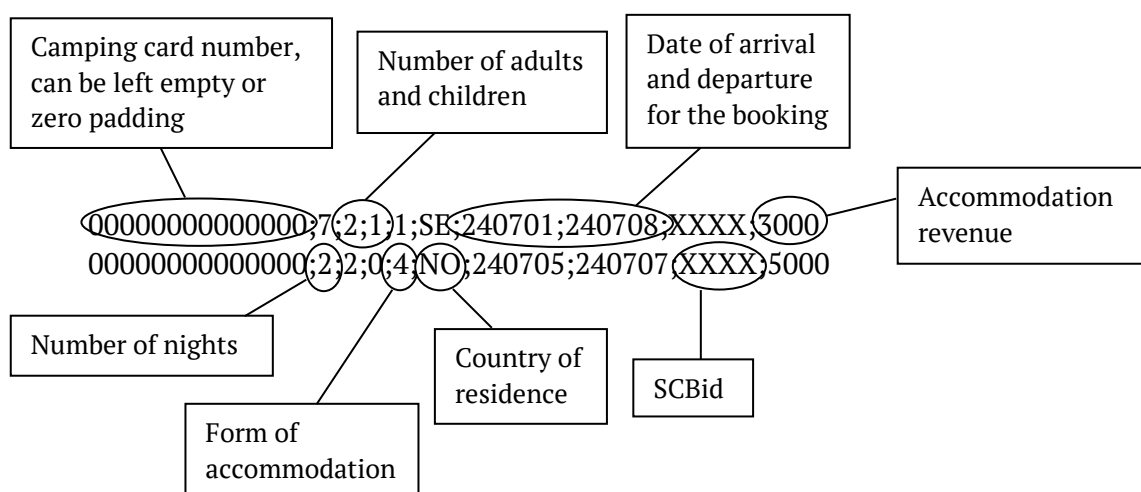 Camping card number,
can be left empty or
zero padding
Number of adults
and children
Date of arrival
and departure
for the booking
Accommodation
revenue
00000000000000;7;2;1;1;SE;240701;240708;XXXX;3000
00000000000000;2;2;0;4;NO;240705;240707;XXXX;5000
Number of nights
Form of
accommodation
Country of
residence
SCBid